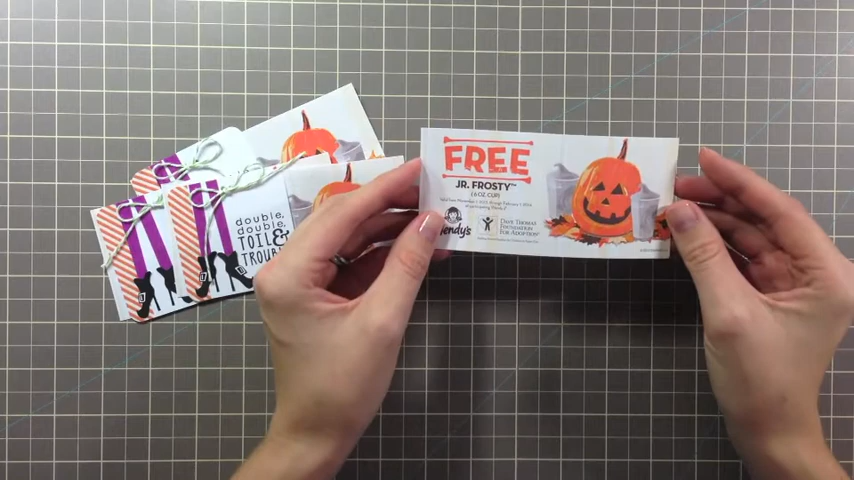 FREE
JR. FROSTY™
(6 OZ. CUP)
Wendy's
DAVE THOMAS
FOUNDATION
FOR ADOPTION
double,
double,
TOIL &
TROUB